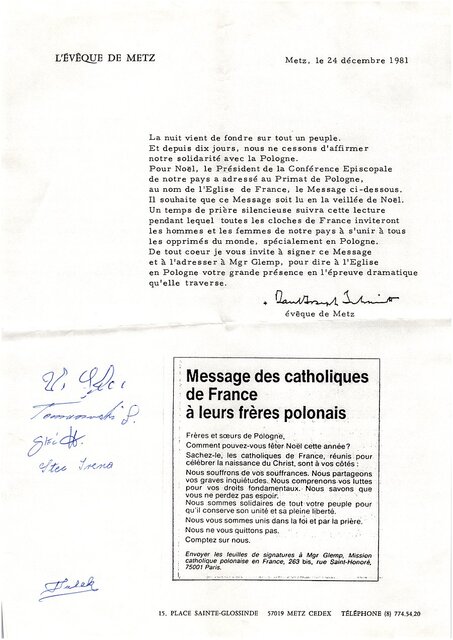 L'ÉVÊQUE DE METZ
Metz, le 24 décembre 1981
La nuit vient de fondre sur tout un peuple.
Et depuis dix jours, nous ne cessons d'affirmer
notre solidarité avec la Pologne.
Pour Noël, le Président de la Conférence Episcopale
de notre pays a adressé au Primat de Pologne,
au nom de l'Eglise de France, le Message ci-dessous.
Il souhaite que ce Message soit lu en la veillée de Noël.
Un temps de prière silencieuse suivra cette lecture
pendant lequel toutes les cloches de France inviteront
les hommes et les femmes de notre pays à s'unir à tous
les opprimés du monde, spécialement en Pologne.
De tout coeur je vous invite à signer ce Message
et à l'adresser à Mgr Glemp, pour dire à l'Eglise
en Pologne votre grande présence en l'épreuve dramatique
qu'elle traverse.
évêque de Metz
Message des catholiques
de France
à leurs frères polonais
Frères et sœurs de Pologne,
Comment pouvez-vous fêter Noël cette année?
Sachez-le, les catholiques de France, réunis pour
célébrer la naissance du Christ, sont à vos côtés :
Nous souffrons de vos souffrances. Nous partageons
vos graves inquiétudes. Nous comprenons vos luttes
pour vos droits fondamentaux. Nous savons que
vous ne perdez pas espoir.
Nous sommes solidaires de tout votre peuple pour
qu'il conserve son unité et sa pleine liberté.
Nous vous sommes unis dans la foi et par la prière.
Nous ne vous quittons pas.
Comptez sur nous.
Envoyer les feuilles de signatures à Mgr Glemp, Mission
catholique polonaise en France, 263 bis, rue Saint-Honoré,
75001 Paris.
15. PLACE SAINTE-GLOSSINDE 57019 METZ CEDEX TÉLÉPHONE (8) 774.54.20